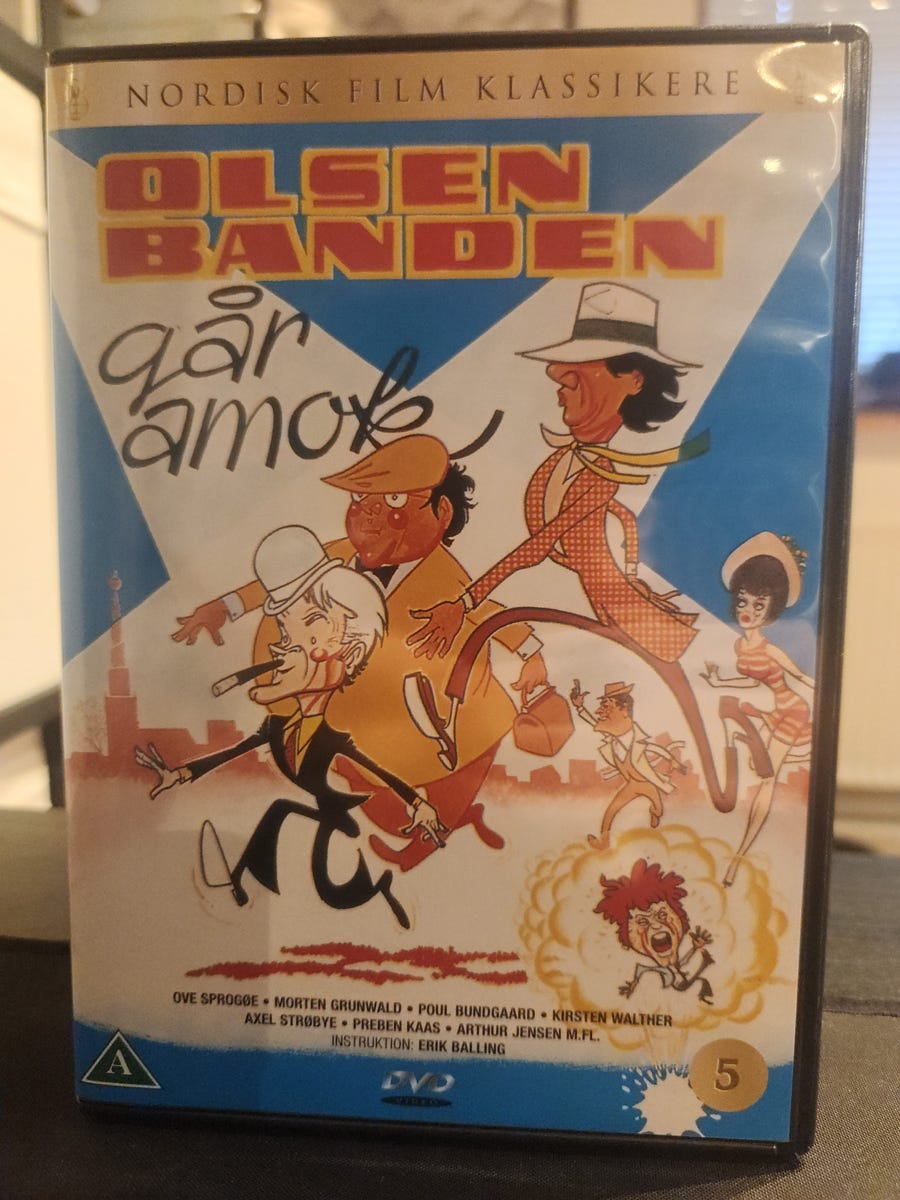 NORDISK FILM KLASSIKERE
OLSEN
BANDEN
går
amok
OVE SPROGØE • MORTEN GRUNWALD • POUL BUNDGAARD • KIRSTEN WALTHER
AXEL STRØBYE • PREBEN KAAS • ARTHUR JENSEN M.FL.
INSTRUKTION: ERIK BALLING
A
DVD
VIDEO
5